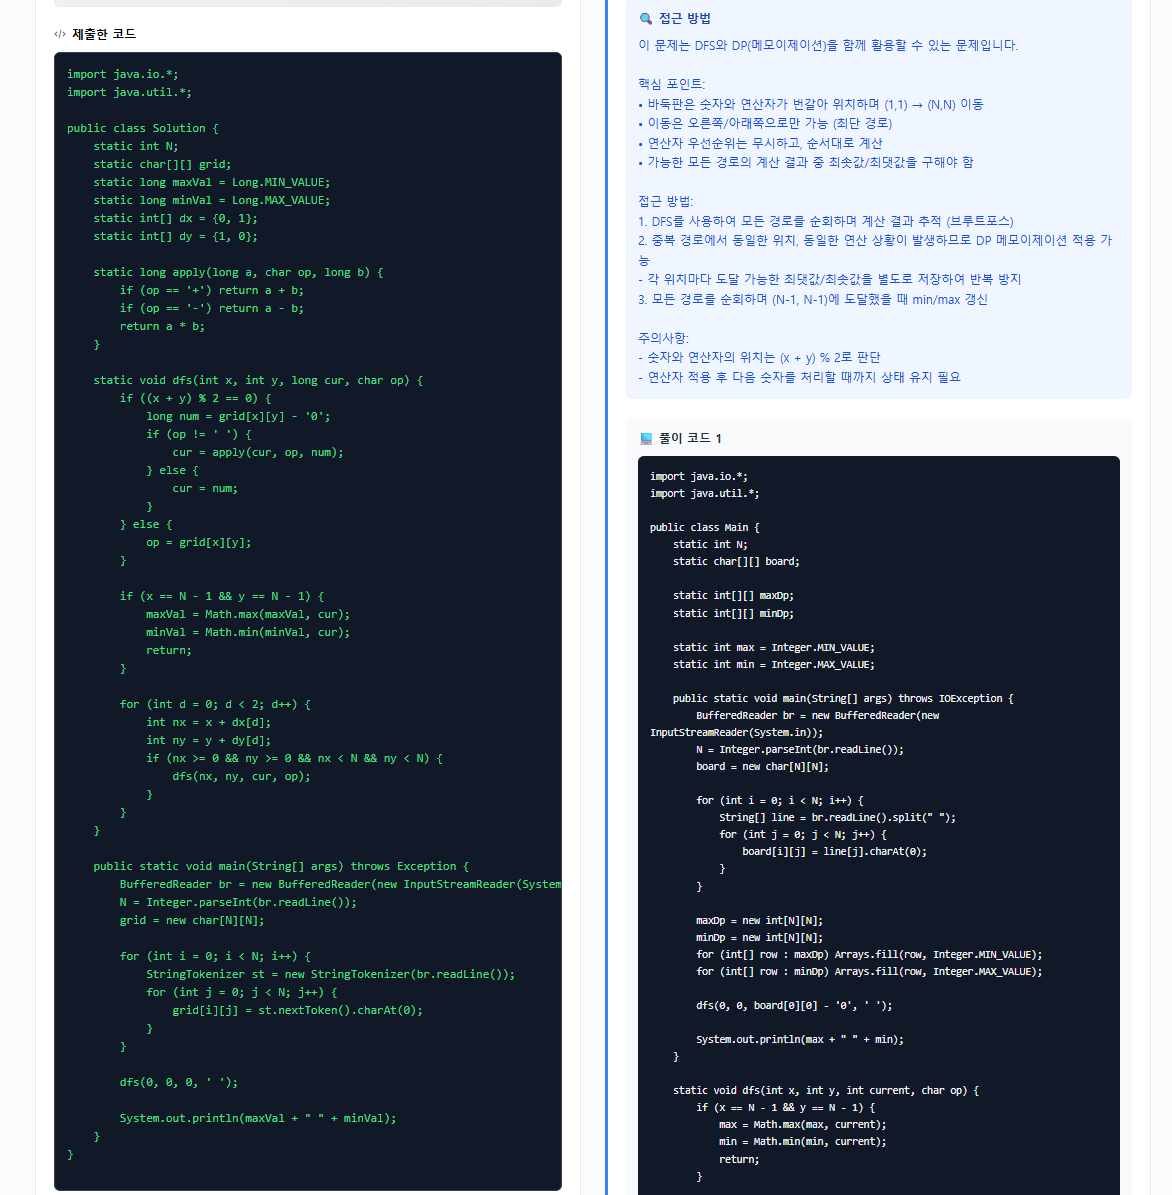 </> 제출한 코드
import java.io.*;
import java.util.*;
public class Solution {
static int N;
static char[][] grid;
static long maxVal = Long.MIN_VALUE;
static long minVal = Long.MAX_VALUE;
static int[] dx = {0, 1};
static int[] dy = {1, 0};
static long apply(long a, char op, long b) {
if (op == '+') return a + b;
if (op == '-') return a - b;
return a * b;
}
static void dfs(int x, int y, long cur, char op) {
if ((x + y) % 2 == 0) {
long num = grid[x][y] - '0';
if (op != ' ') {
cur = apply(cur, op, num);
} else {
cur = num;
}
} else {
op = grid[x][y];
}
if (x == N - 1 && y == N - 1) {
maxVal = Math.max(maxVal, cur);
minVal = Math.min(minVal, cur);
return;
}
for (int d = 0; d < 2; d++) {
int nx = x + dx[d];
int ny = y + dy[d];
if (nx >= 0 && ny >= 0 && nx < N && ny < N) {
dfs(nx, ny, cur, op);
}
}
}
public static void main(String[] args) throws Exception {
BufferedReader br = new BufferedReader(new InputStreamReader(System
N = Integer.parseInt(br.readLine());
grid = new char[N][N];
for (int i = 0; i < N; i++) {
StringTokenizer st = new StringTokenizer(br.readLine());
for (int j = 0; j < N; j++) {
grid[i][j] = st.nextToken().charAt(0);
}
}
dfs(0, 0, 0, ' ');
System.out.println(maxVal + " " + minVal);
}
}
접근 방법
이 문제는 DFS와 DP(메모이제이션)을 함께 활용할 수 있는 문제입니다.
핵심 포인트:
• 바둑판은 숫자와 연산자가 번갈아 위치하며 (1,1) → (N,N) 이동
• 이동은 오른쪽/아래쪽으로만 가능 (최단 경로)
• 연산자 우선순위는 무시하고, 순서대로 계산
• 가능한 모든 경로의 계산 결과 중 최솟값/최댓값을 구해야 함
접근 방법:
1. DFS를 사용하여 모든 경로를 순회하며 계산 결과 추적 (브루트포스)
2. 중복 경로에서 동일한 위치, 동일한 연산 상황이 발생하므로 DP 메모이제이션 적용 가
능
- 각 위치마다 도달 가능한 최댓값/최솟값을 별도로 저장하여 반복 방지
3. 모든 경로를 순회하며 (N-1, N-1)에 도달했을 때 min/max 갱신
주의사항:
- 숫자와 연산자의 위치는 (x + y) % 2로 판단
- 연산자 적용 후 다음 숫자를 처리할 때까지 상태 유지 필요
풀이 코드 1
import java.io.*;
import java.util.*;
public class Main {
static int N;
static char[][] board;
static int[][] maxDp;
static int[][] minDp;
static int max = Integer.MIN_VALUE;
static int min = Integer.MAX_VALUE;
public static void main(String[] args) throws IOException {
BufferedReader br = new BufferedReader(new
InputStreamReader(System.in));
N = Integer.parseInt(br.readLine());
board = new char[N][N];
for (int i = 0; i < N; i++) {
String[] line = br.readLine().split(" ");
for (int j = 0; j < N; j++) {
board[i][j] = line[j].charAt(0);
}
}
maxDp = new int[N][N];
minDp = new int[N][N];
for (int[] row : maxDp) Arrays.fill(row, Integer.MIN_VALUE);
for (int[] row : minDp) Arrays.fill(row, Integer.MAX_VALUE);
dfs(0, 0, board[0][0] - '0', ' ');
System.out.println(max + " " + min);
}
static void dfs(int x, int y, int current, char op) {
if (x == N - 1 && y == N - 1) {
max = Math.max(max, current);
min = Math.min(min, current);
return;
}